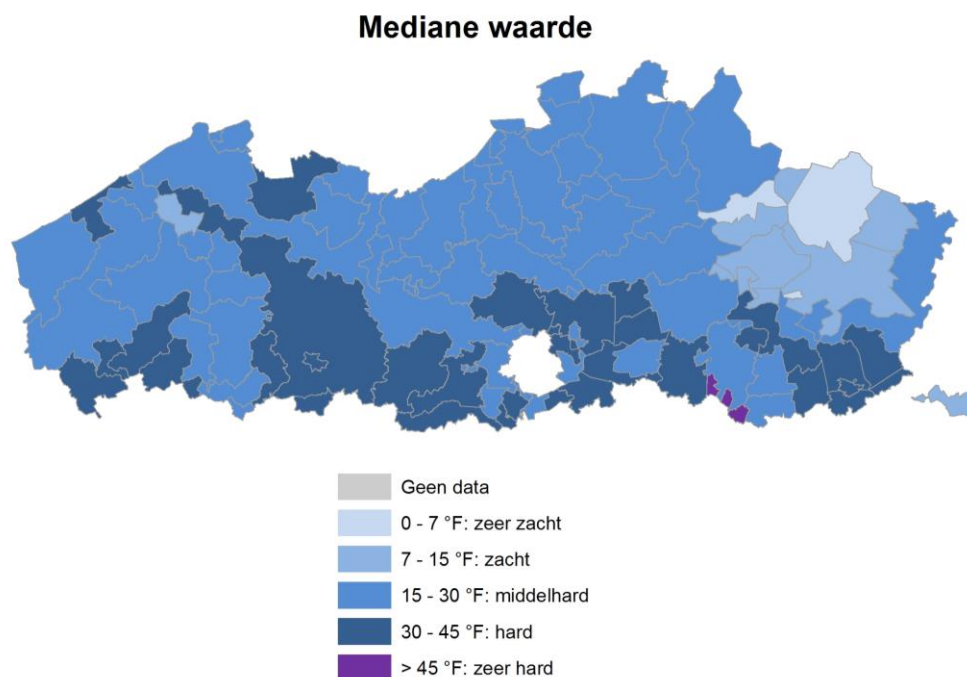 Mediane waarde
Geen data
0 - 7 °F: zeer zacht
7 - 15 °F: zacht
15 - 30 °F: middelhard
30 - 45 °F: hard
> 45 °F: zeer hard